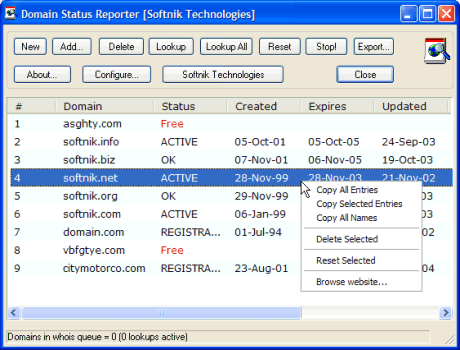 Domain Status Reporter [Softnik Technologies]
New Add... Delete Lookup Lookup All Reset Stop! Export...
About... Configure... Softnik Technologies Close
# Domain Status Created Expires Updated
1 asghty.com Free
2 softnik.info ACTIVE 05-Oct-01 05-Oct-05 24-Sep-03
3 softnik.biz OK 07-Nov-01 06-Nov-05 19-Oct-03
4 softnik.net ACTIVE 28-Nov-99 28-Nov-03 21-Nov-02
5 softnik.org OK 29-Nov-99
6 softnik.com ACTIVE 06-Jan-99
7 domain.com REGISTRA... 01-Jul-94
8 vbfgtye.com Free
9 citymotorco.com REGISTRA... 23-Aug-01
Copy All Entries
Copy Selected Entries
Copy All Names
Delete Selected
Reset Selected
Browse website...
Domains in whois queue = 0 (0 lookups active)